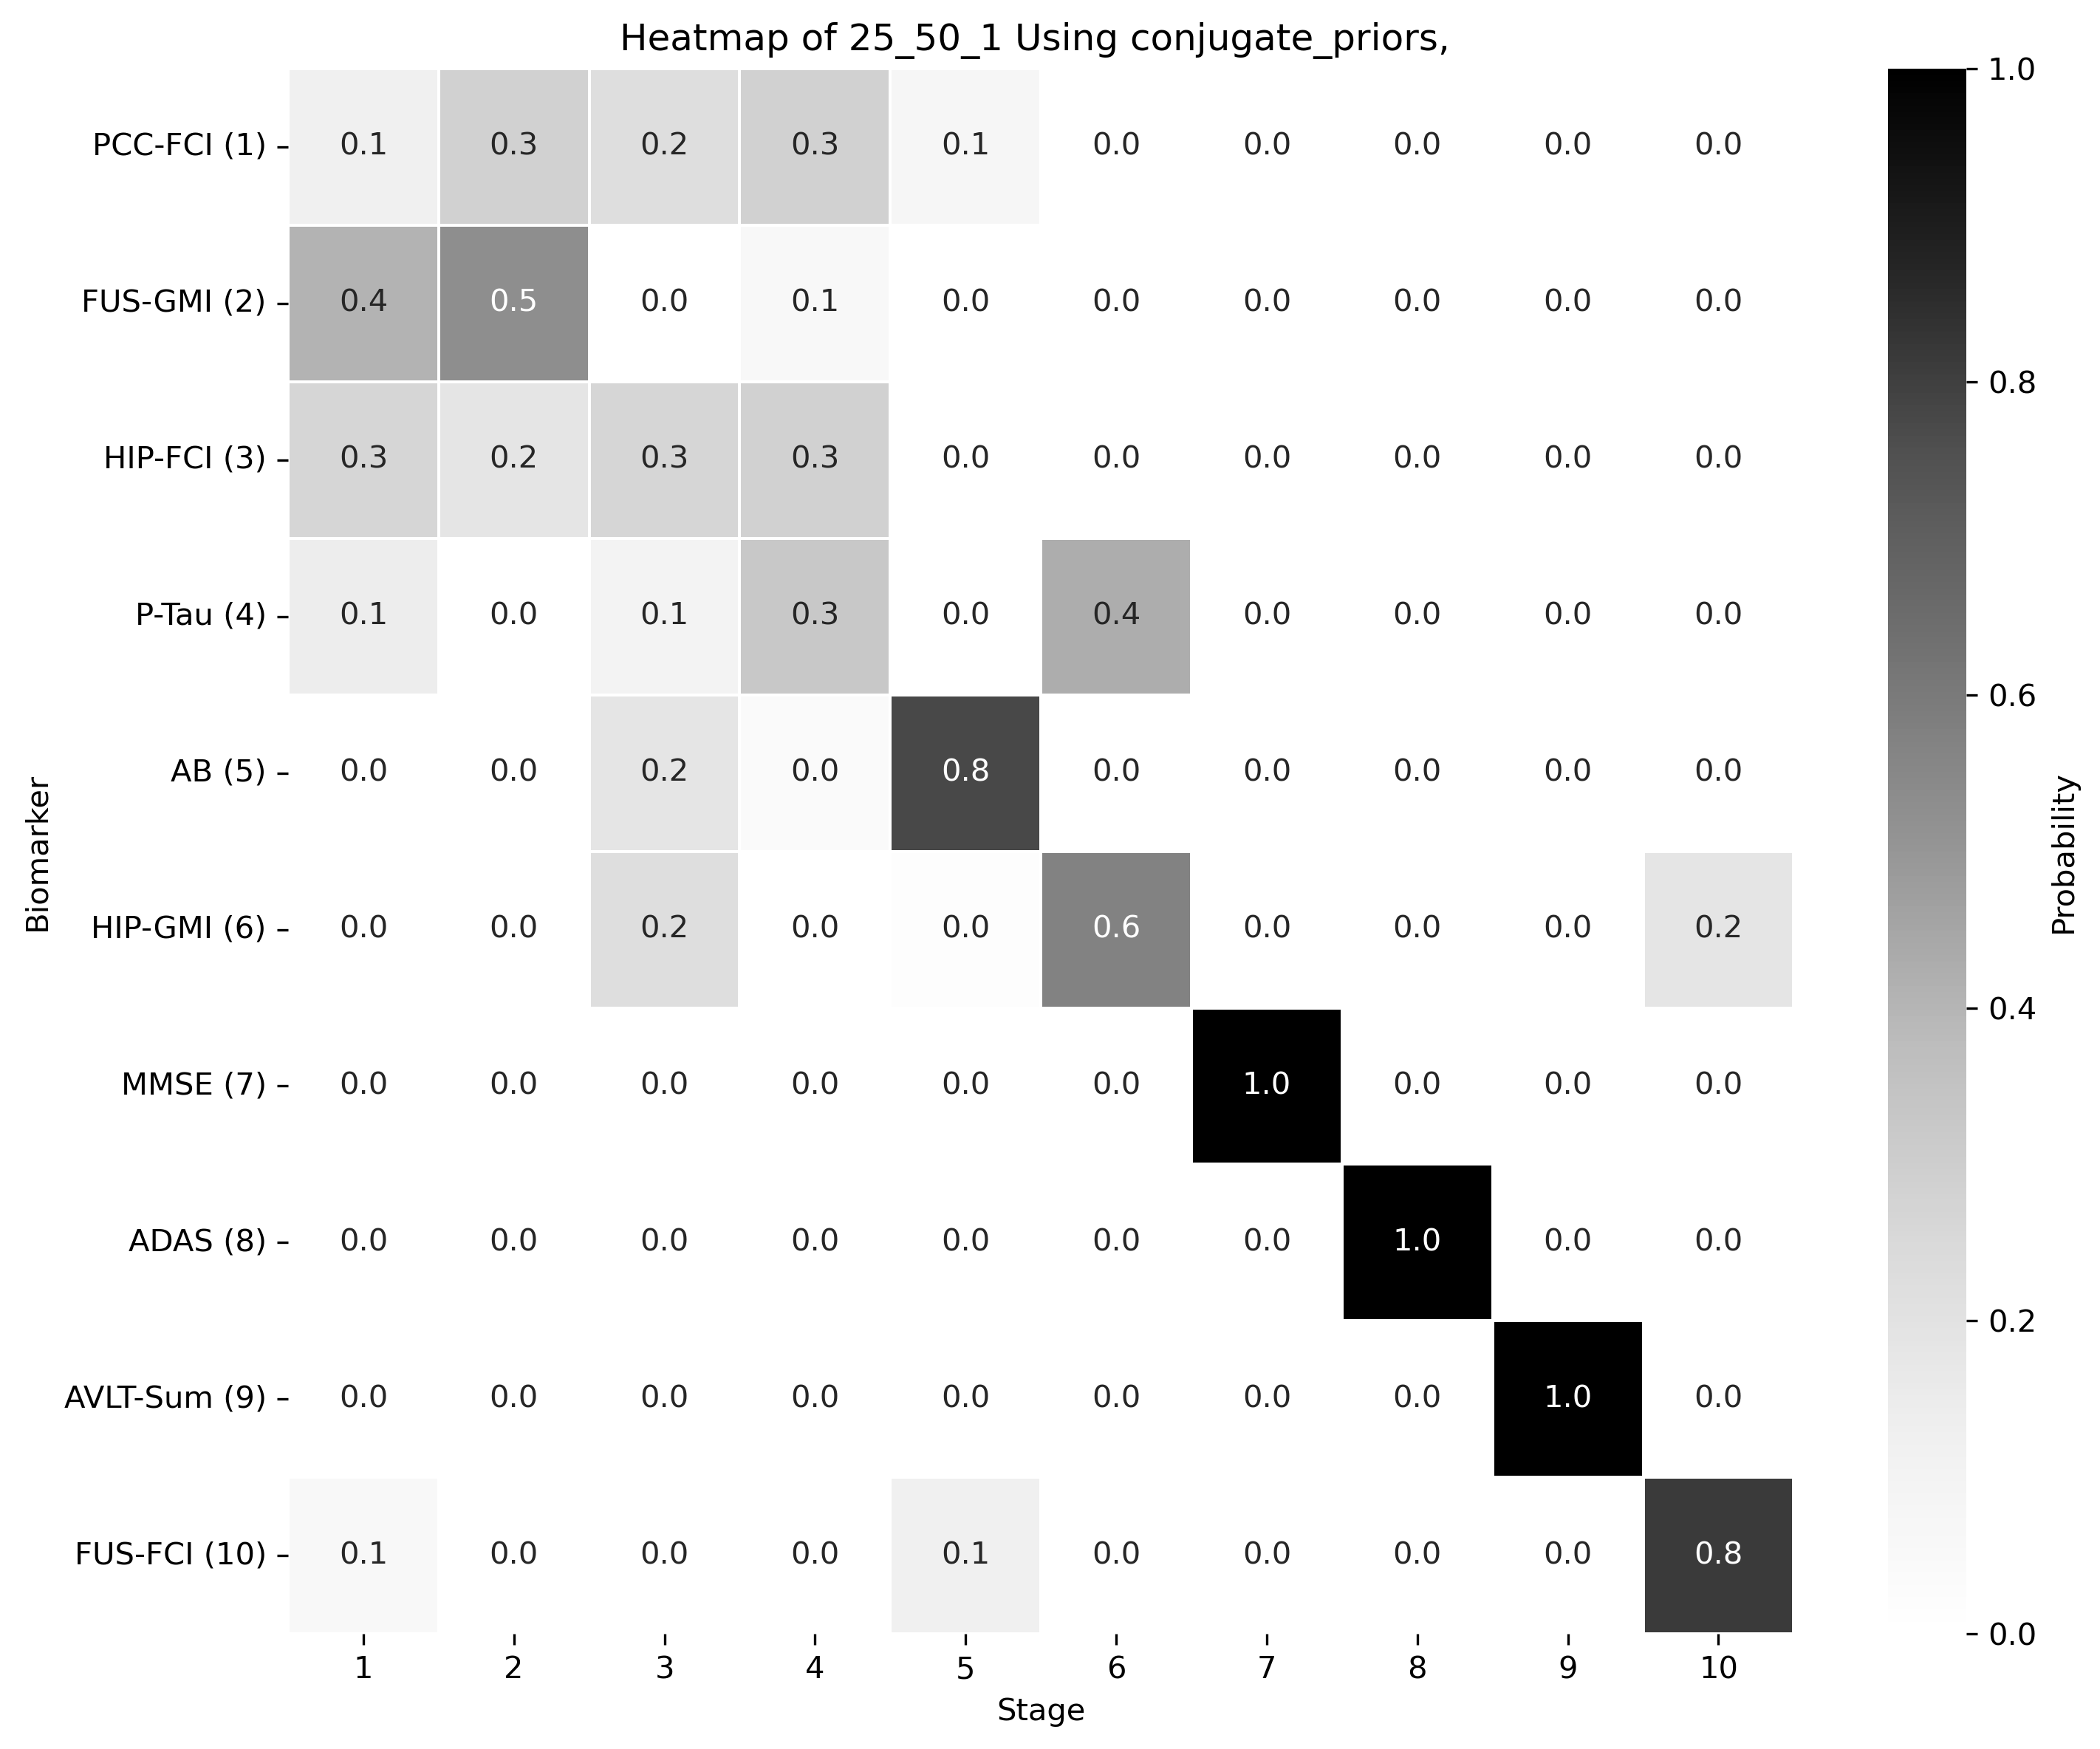 Heatmap of 25_50_1 Using conjugate_priors,
PCC-FCI (1) 0.1 0.3 0.2 0.3 0.1 0.0 0.0 0.0 0.0 0.0
FUS-GMI (2) 0.4 0.5 0.0 0.1 0.0 0.0 0.0 0.0 0.0 0.0
HIP-FCI (3) 0.3 0.2 0.3 0.3 0.0 0.0 0.0 0.0 0.0 0.0
P-Tau (4) 0.1 0.0 0.1 0.3 0.0 0.4 0.0 0.0 0.0 0.0
AB (5) 0.0 0.0 0.2 0.0 0.8 0.0 0.0 0.0 0.0 0.0
HIP-GMI (6) 0.0 0.0 0.2 0.0 0.0 0.6 0.0 0.0 0.0 0.2
MMSE (7) 0.0 0.0 0.0 0.0 0.0 0.0 1.0 0.0 0.0 0.0
ADAS (8) 0.0 0.0 0.0 0.0 0.0 0.0 0.0 1.0 0.0 0.0
AVLT-Sum (9) 0.0 0.0 0.0 0.0 0.0 0.0 0.0 0.0 1.0 0.0
FUS-FCI (10) 0.1 0.0 0.0 0.0 0.1 0.0 0.0 0.0 0.0 0.8
1 2 3 4 5 6 7 8 9 10
Stage
Biomarker
1.0
0.8
0.6
0.4
0.2
0.0
Probability